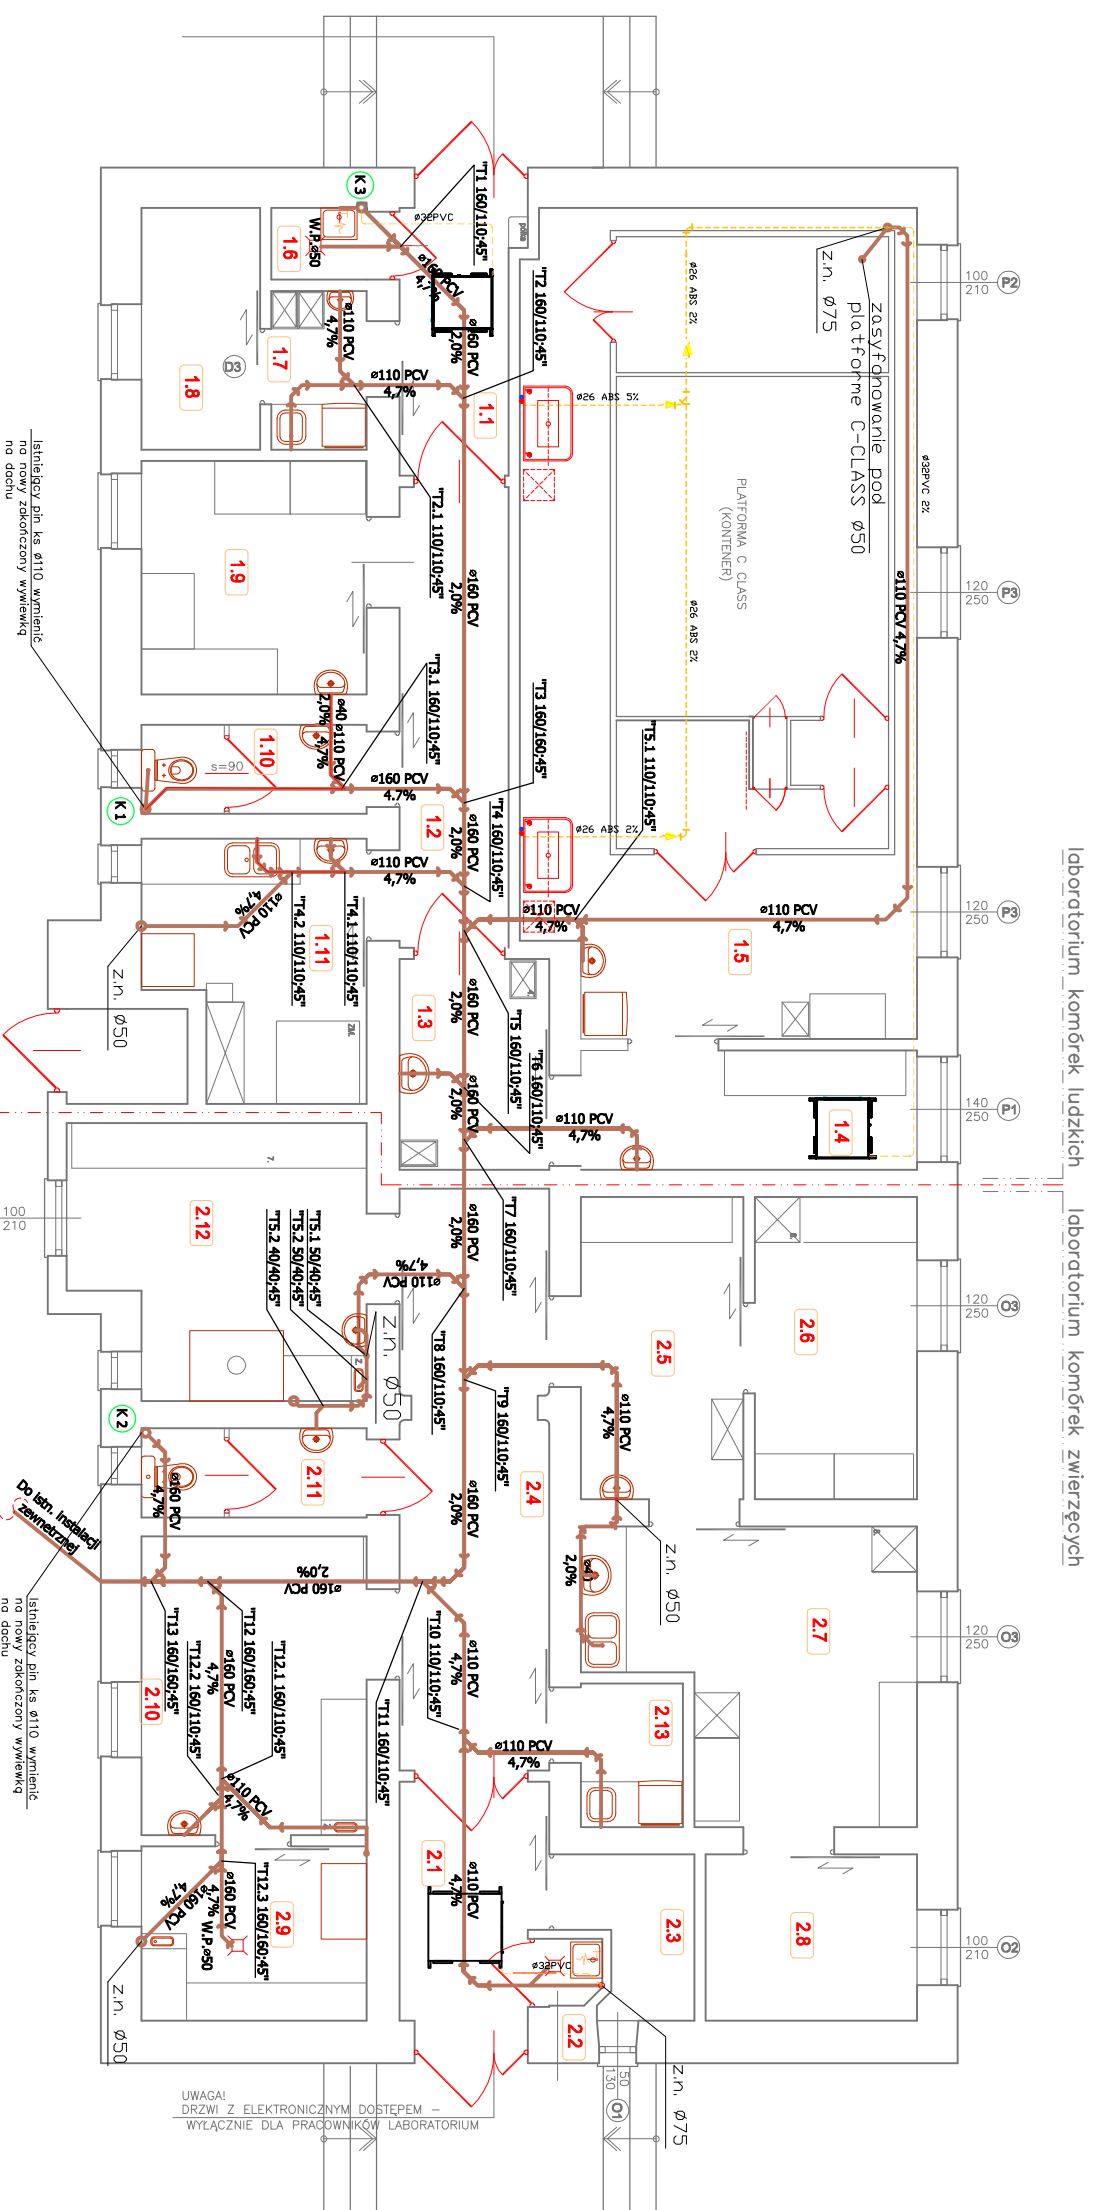 laboratorium komórek ludzkich
laboratorium komórek zwierzęcych
P2
100
210
P3
120
250
P3
120
250
P1
140
250
O3
120
250
O3
120
250
O2
100
210
O1
50
130
ø32PVC 2%
zasyfonowanie pod
platforme C-CLASS Ø50
z.n. Ø75
ø110 PCV 4,7%
PLATFORMA C CLASS
(KONTENER)
ø26 ABS 2%
ø26 ABS 2%
ø26 ABS 5%
ø26 ABS 2%
półka
K3
ø32PVC
W.P.ø50
1.6
"T1 160/110;45"
ø160 PCV
4,7%
"T2 160/110;45"
ø160 PCV
2,0%
1.1
ø110 PCV
4,7%
ø110 PCV
4,7%
1.7
1.8
D3
"T2.1 110/110;45"
1.9
ø160 PCV
2,0%
Istniejący pin ks ø110 wymienić
na nowy zakończony wywiewką
na dachu
"T3.1 160/110;45"
"T3 160/160;45"
ø40
2,0%
ø110 PCV
4,7%
1.10
s=90
K1
ø160 PCV
4.7%
1.2
ø160 PCV
2,0%
"T4 160/110;45"
"T5.1 110/110;45"
ø110 PCV
4,7%
ø110 PCV
4,7%
"T4.1 110/110;45"
"T4.2 110/110;45"
1.11
z.n. Ø50
ZM.
ø110 PCV
4,7%
ø110 PCV
4,7%
1.5
1.3
ø160 PCV
2,0%
"T5 160/110;45"
"T6 160/110;45"
ø160 PCV
2,0%
ø110 PCV
4,7%
1.4
"T7 160/110;45"
ø160 PCV
2,0%
2.12
7.
100
210
"T5.1 50/40;45"
"T5.2 50/40;45"
"T5.2 40/40;45"
z.n. Ø50
Z
ø110 PCV
4,7%
"T8 160/110;45"
"T9 160/110;45"
2.5
2.6
8.
ø110 PCV
4,7%
2.4
z.n. Ø50
2,0%
2.7
8.
K2
2.11
ø160 PCV
4,7%
ø160 PCV
2,0%
Do istn. instalacji
zewnetrznej
Istniejący pin ks ø110 wymienić
na nowy zakończony wywiewką
na dachu
ø160 PCV
2,0%
"T10 110/110;45"
"T11 160/110;45"
ø110 PCV
4,7%
"T12 160/160;45"
"T12.1 160/110;45"
"T12.2 160/110;45"
"T13 160/160;45"
ø160 PCV
4,7%
2.10
ø110 PCV
4,7%
ø110 PCV
4,7%
2.13
2.1
ø110 PCV
4,7%
"T12.3 160/160;45"
2.9
ø160 PCV
4,7%
W.P.ø50
ø160 PCV
4,7%
z.n. Ø50
2.3
2.8
ø32PVC
2.2
z.n. Ø75
UWAGA!
DRZWI Z ELEKTRONICZNYM DOSTĘPEM –
WYŁĄCZNIE DLA PRACOWNIKÓW LABORATORIUM